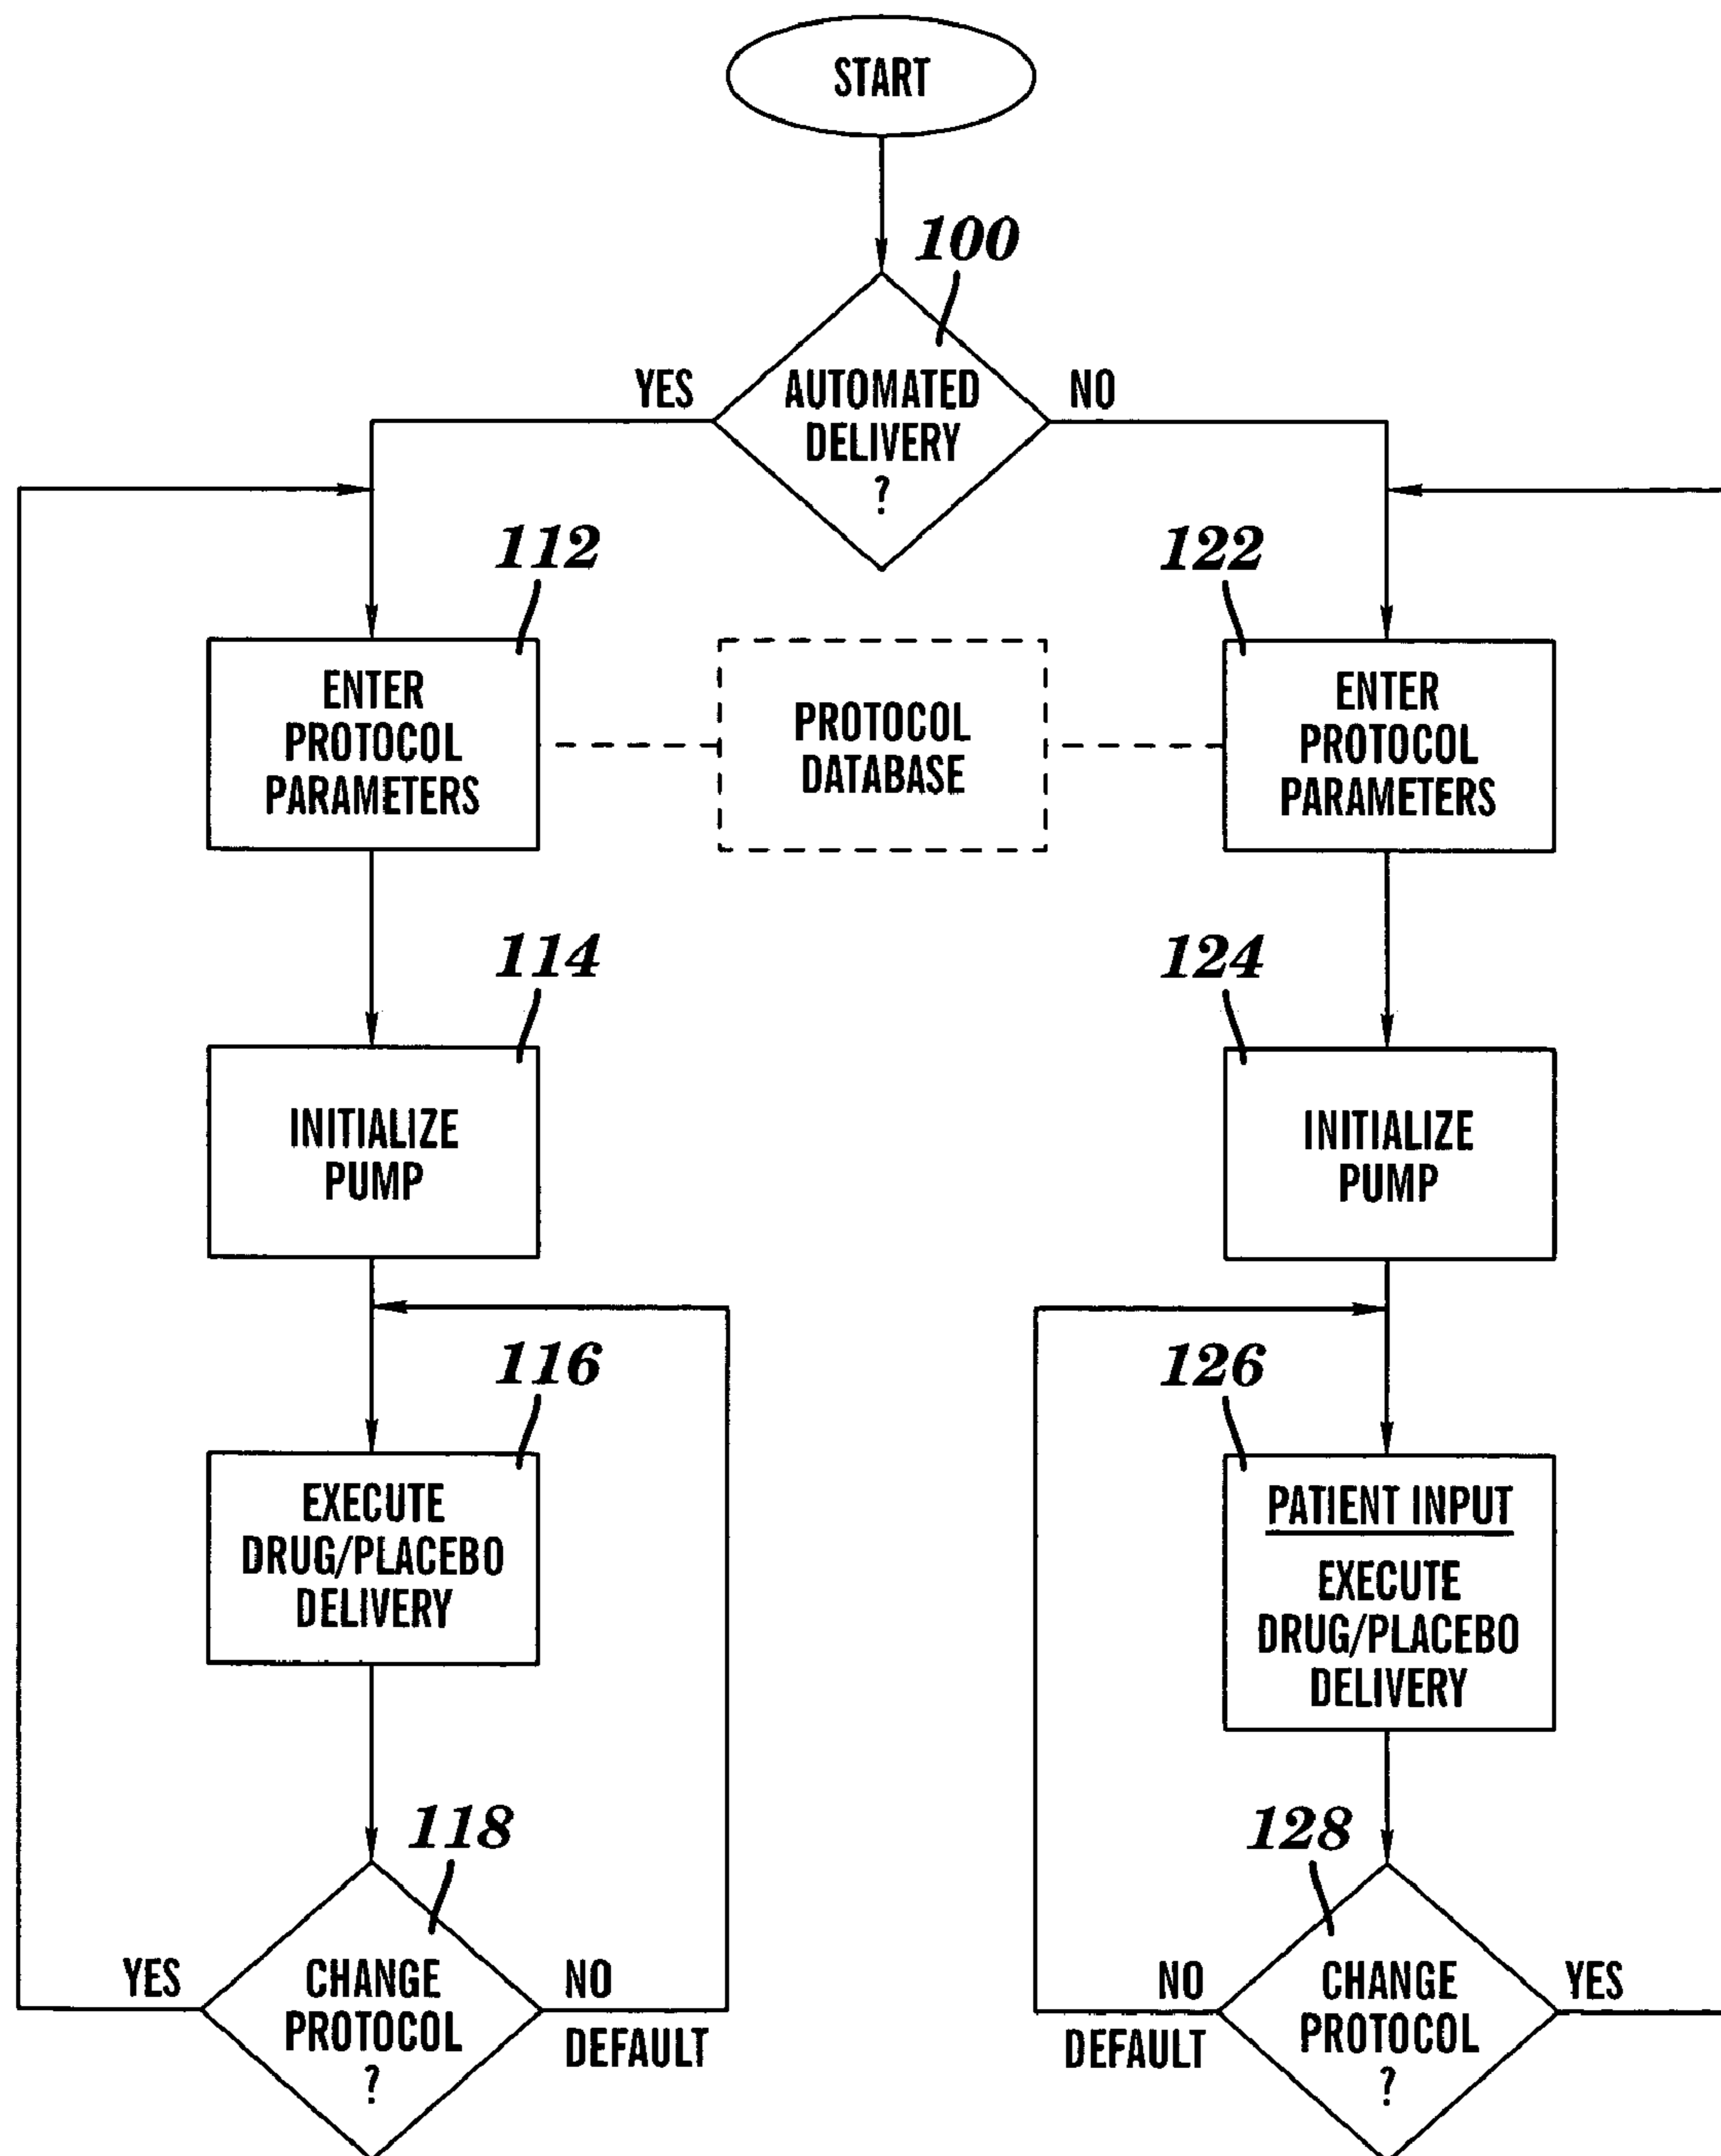 START
100
YES
AUTOMATED
DELIVERY
?
NO
112
ENTER
PROTOCOL
PARAMETERS
PROTOCOL
DATABASE
122
ENTER
PROTOCOL
PARAMETERS
114
INITIALIZE
PUMP
124
INITIALIZE
PUMP
116
EXECUTE
DRUG/PLACEBO
DELIVERY
126
PATIENT INPUT
EXECUTE
DRUG/PLACEBO
DELIVERY
118
YES
CHANGE
PROTOCOL
?
NO
DEFAULT
128
NO
DEFAULT
CHANGE
PROTOCOL
?
YES